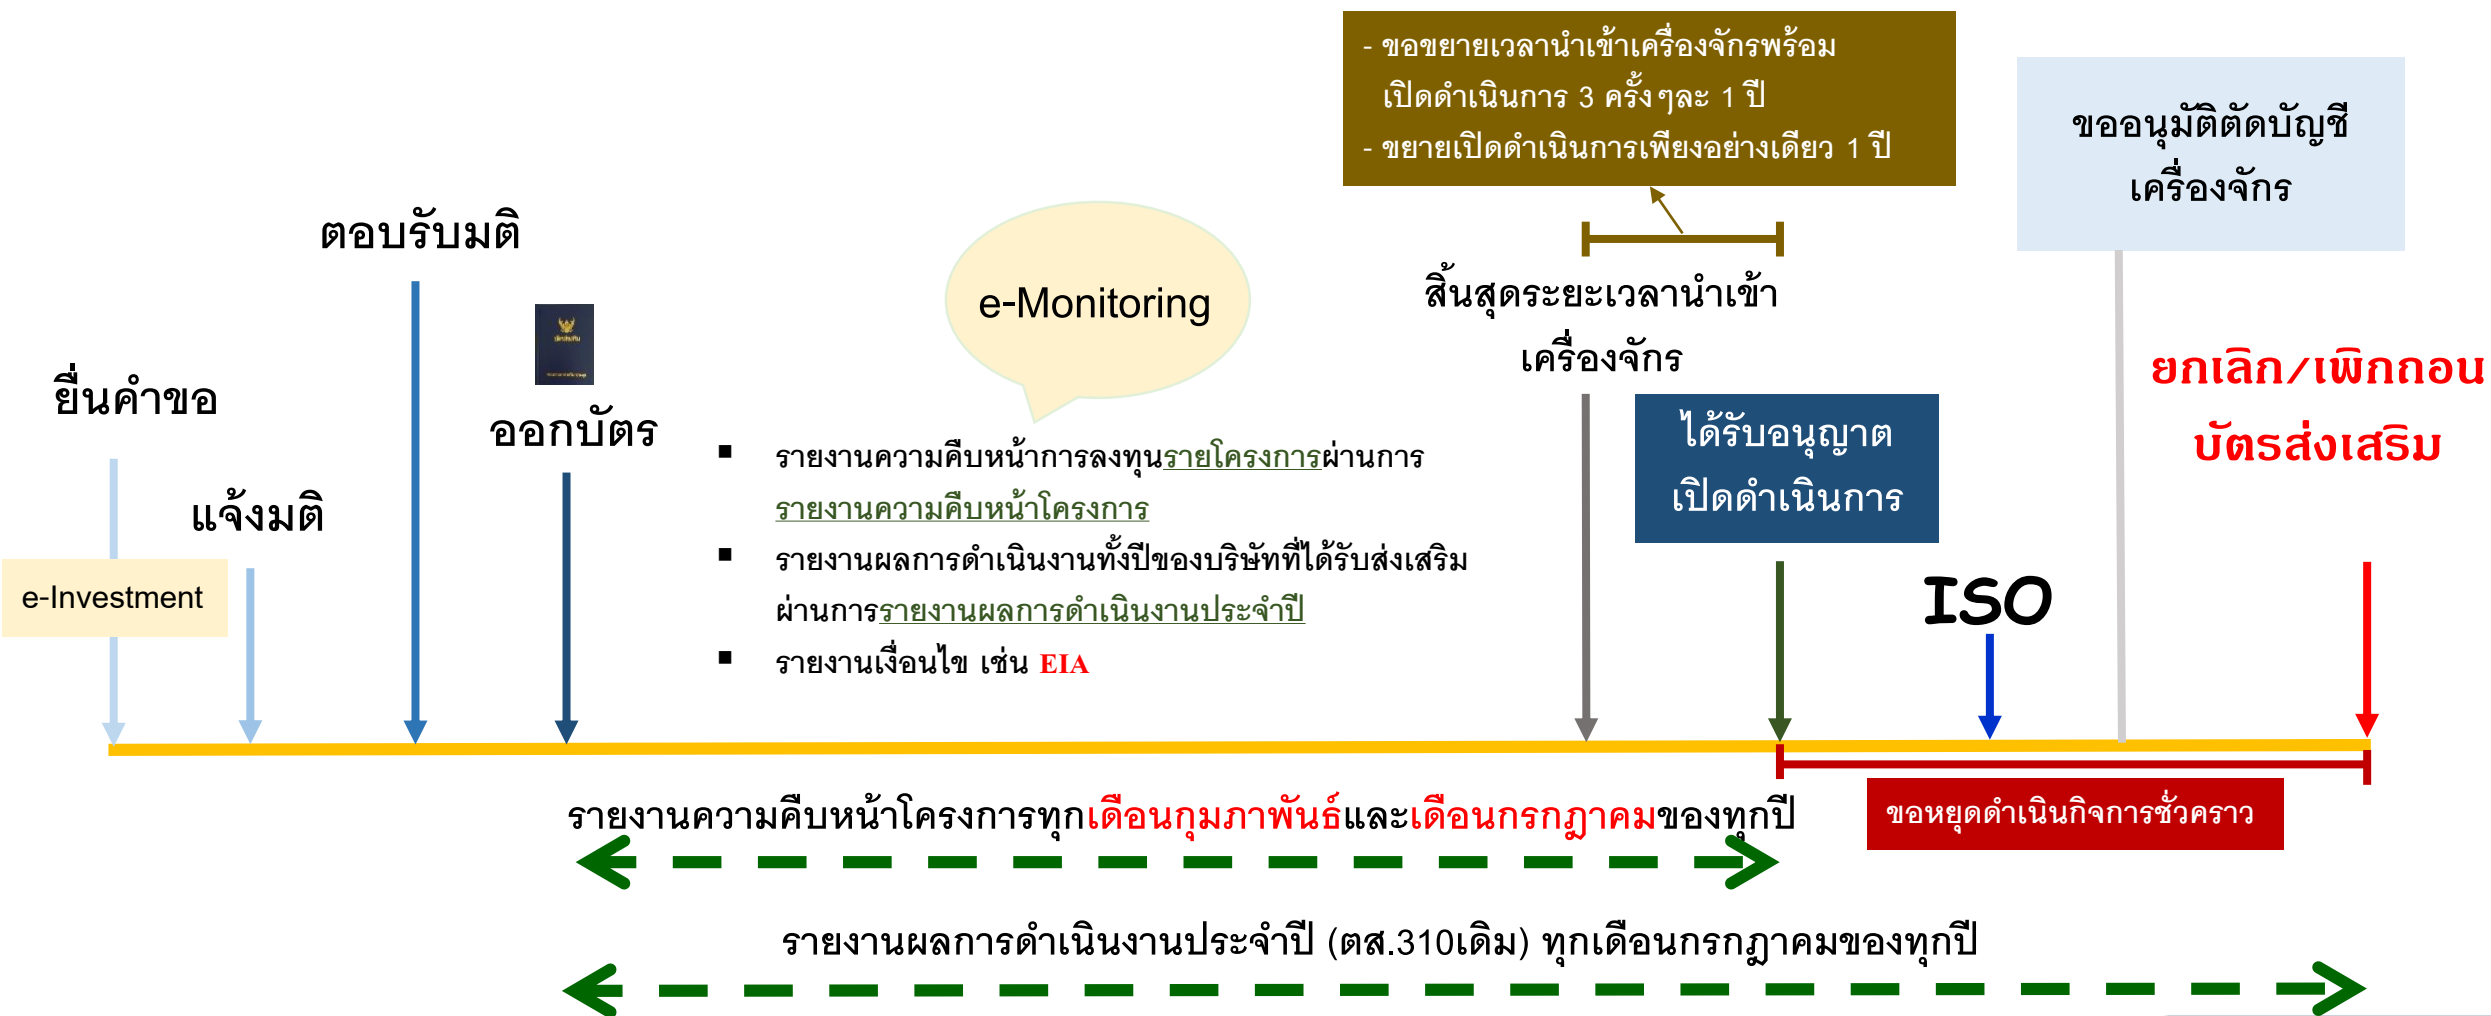 - ขอขยายเวลานำเข้าเครื่องจักรพร้อม
เปิดดำเนินการ 3 ครั้งๆละ 1 ปี
- ขยายเปิดดำเนินการเพียงอย่างเดียว 1 ปี
ขออนุมัติตัดบัญชี
เครื่องจักร
ตอบรับมติ
e-Monitoring
สิ้นสุดระยะเวลานำเข้า
เครื่องจักร
ยกเลิก/เพิกถอน
บัตรส่งเสริม
ยื่นคำขอ
ออกบัตร
ได้รับอนุญาต
เปิดดำเนินการ
แจ้งมติ
e-Investment
▪ รายงานความคืบหน้าการลงทุนรายโครงการผ่านการ
รายงานความคืบหน้าโครงการ
▪ รายงานผลการดำเนินงานทั้งปีของบริษัทที่ได้รับส่งเสริม
ผ่านการรายงานผลการดำเนินงานประจำปี
▪ รายงานเงื่อนไข เช่น EIA
ISO
รายงานความคืบหน้าโครงการทุกเดือนกุมภาพันธ์และเดือนกรกฎาคมของทุกปี
ขอหยุดดำเนินกิจการชั่วคราว
รายงานผลการดำเนินงานประจำปี (ตส.310เดิม) ทุกเดือนกรกฎาคมของทุกปี